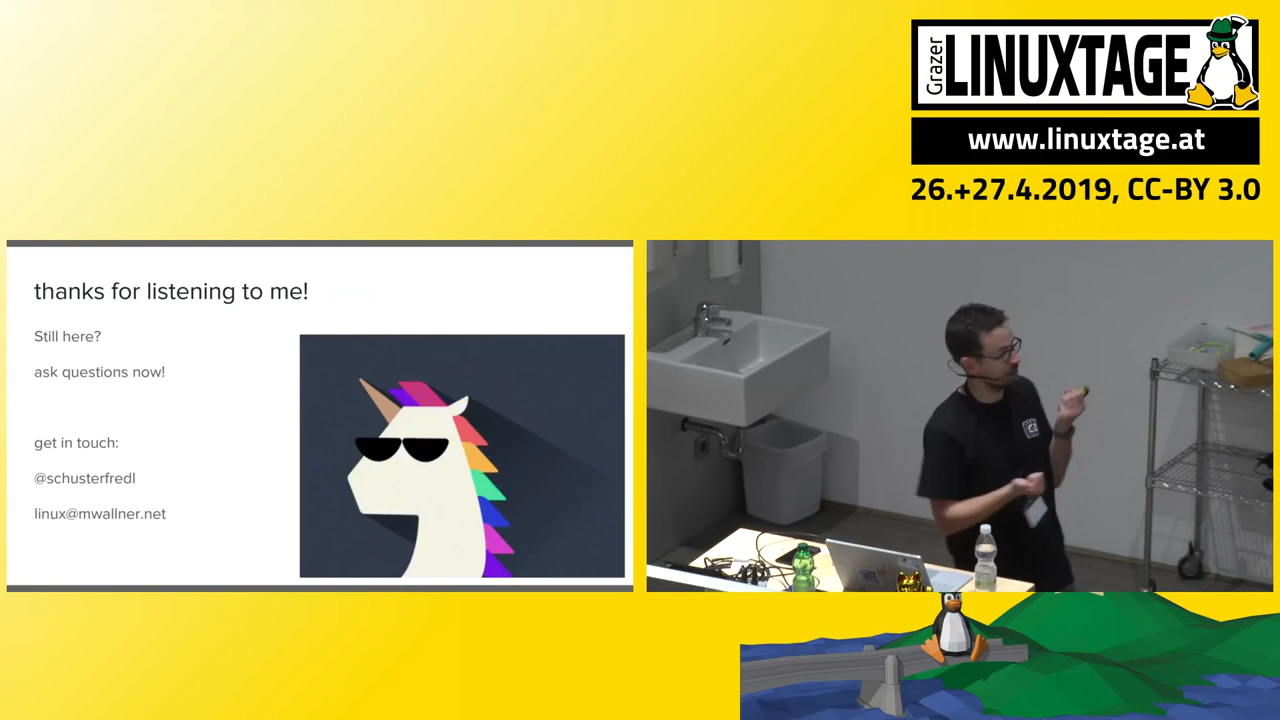 Grazer
LINUXTAGE
www.linuxtage.at
26.+27.4.2019, CC-BY 3.0
thanks for listening to me!
Still here?
ask questions now!
get in touch:
@schusterfredl
linux@mwallner.net